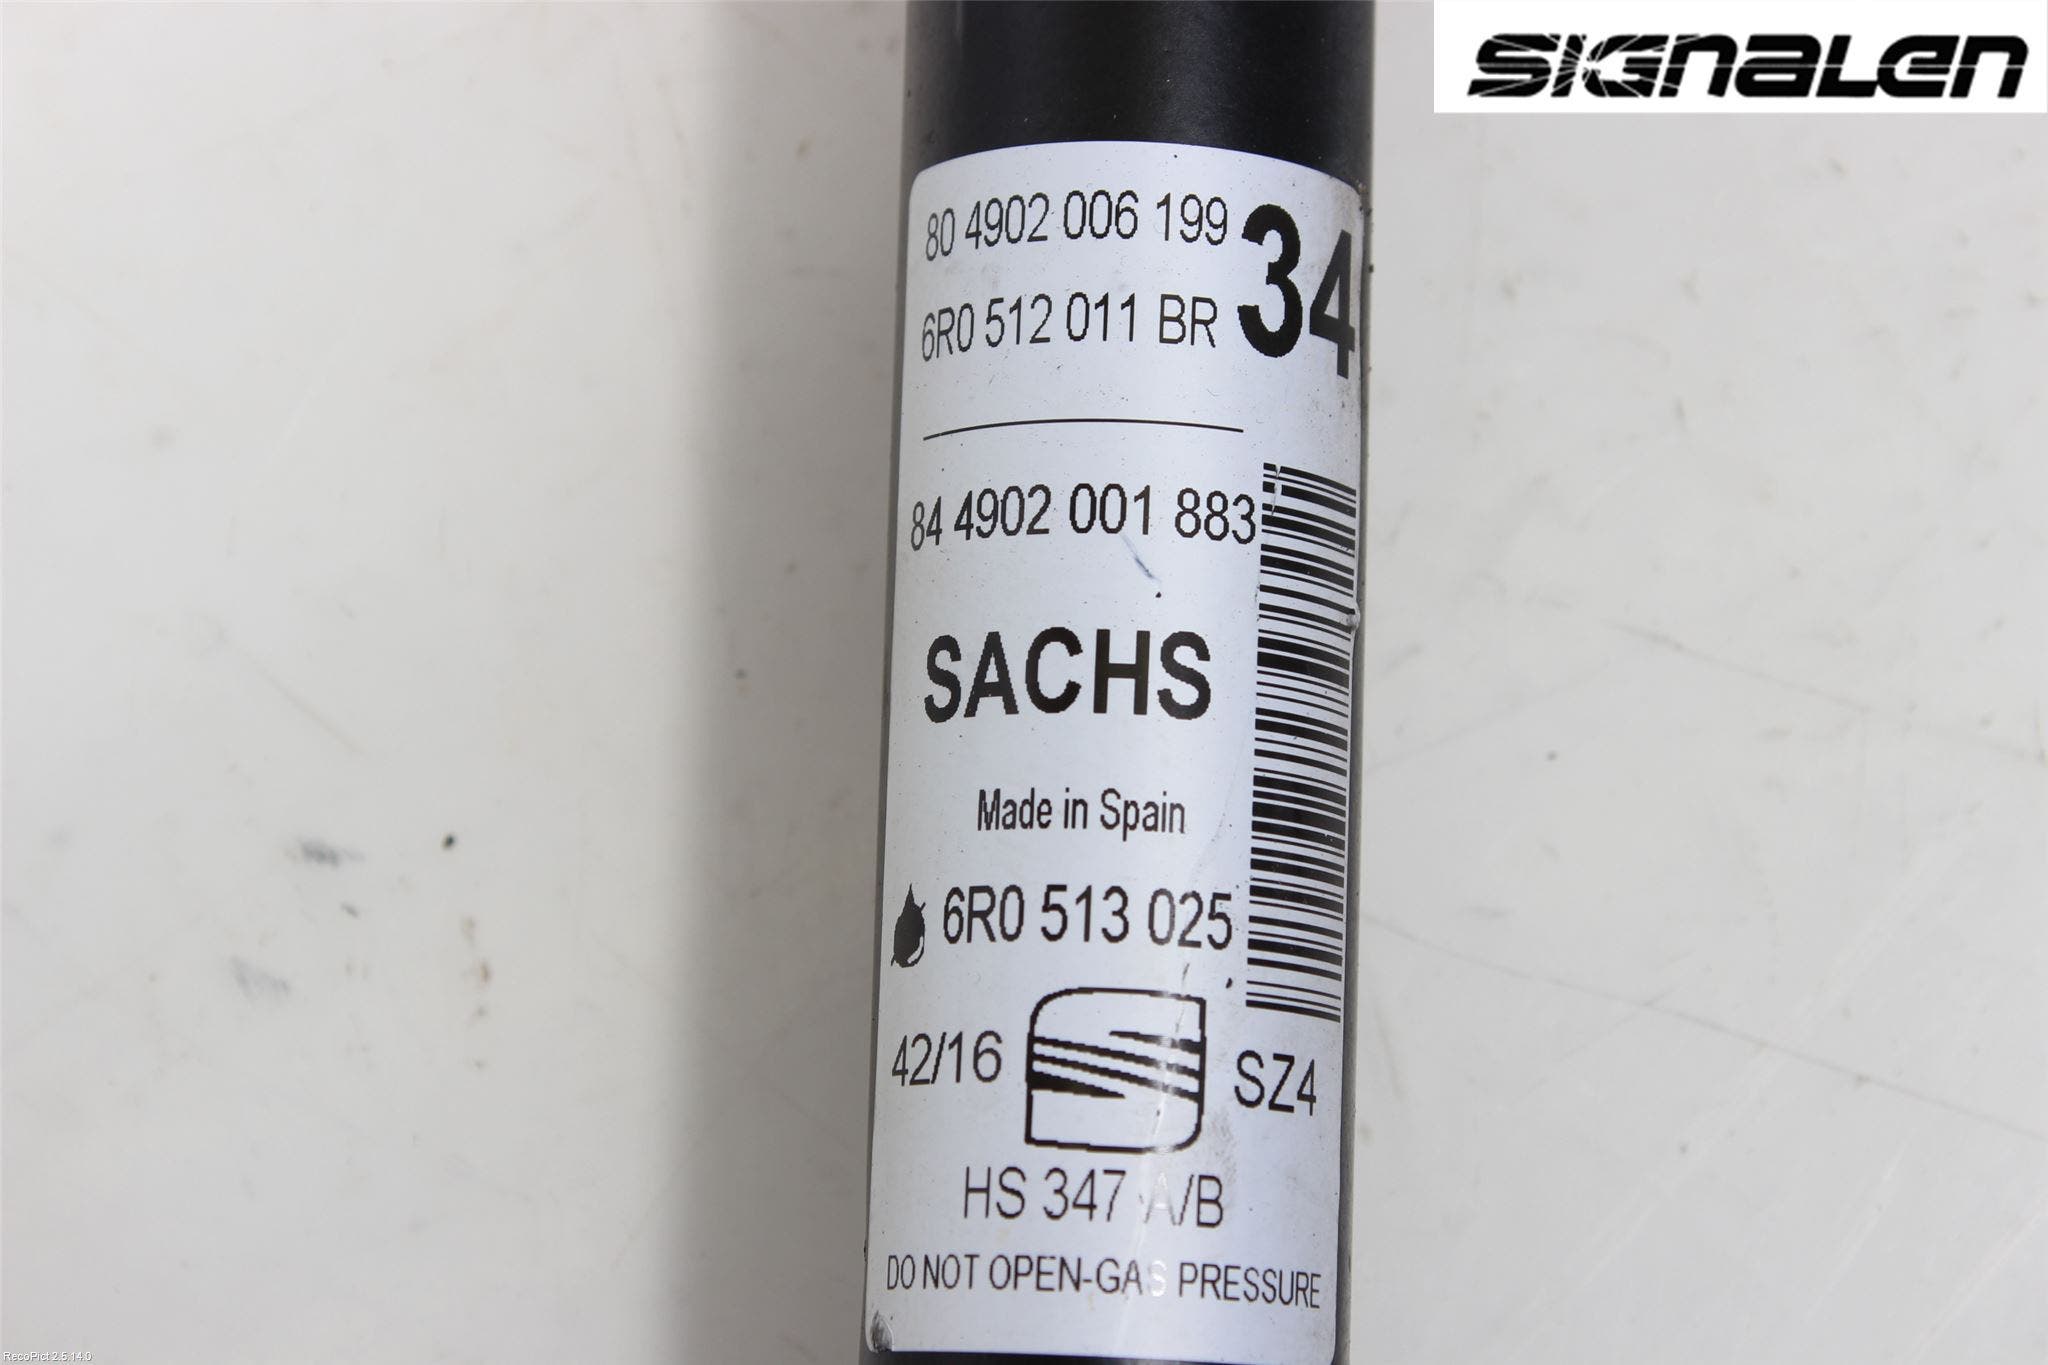 SIGNALEN
80 4902 006 199
34
6R0 512 011 BR
84 4902 001 883
SACHS
Made in Spain
6R0 513 025
42/16
SZ4
HS 347 A/B
DO NOT OPEN-GAS PRESSURE
RecoPict 2.5.14.0